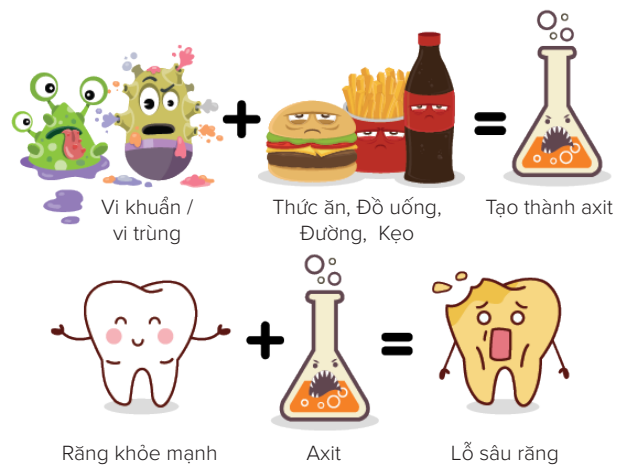 Vi khuẩn /
vi trùng
Thức ăn, Đồ uống,
Đường, Kẹo
Tạo thành axit
Răng khỏe mạnh
Axit
Lỗ sâu răng